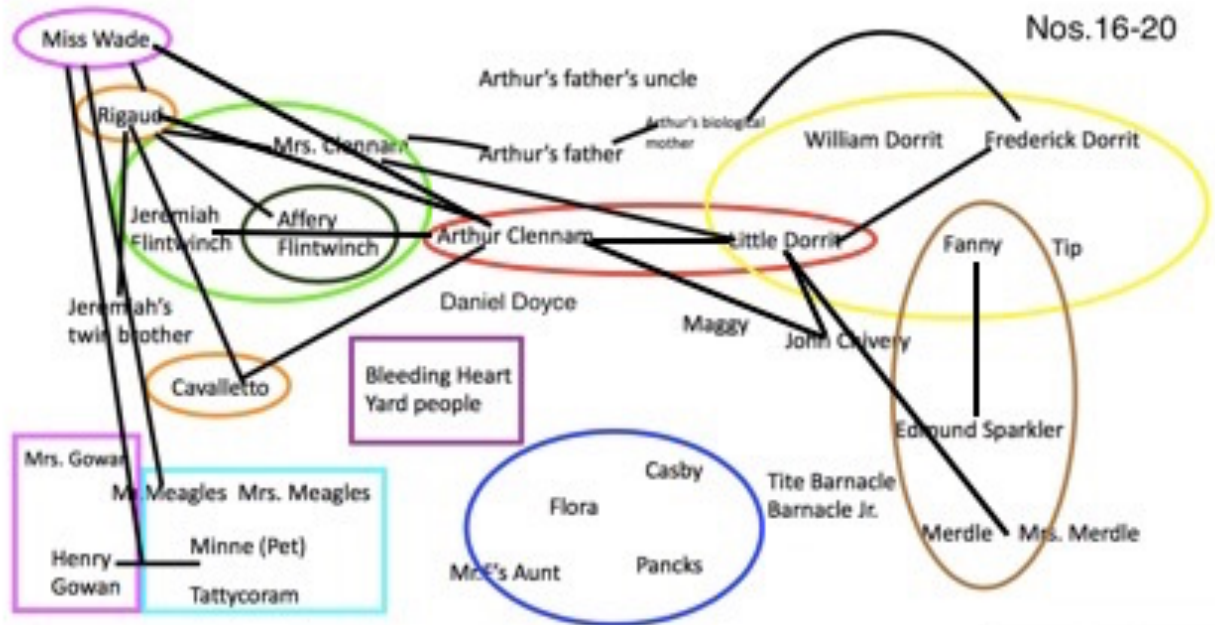 Nos.16-20
Miss Wade
Arthur's father's uncle
Rigaud
Arthur's biological
mother
William Dorrit
Frederick Dorrit
Mrs. Clennam
Arthur's father
Jeremiah
Flintwinch
Affery
Flintwinch
Arthur Clennam
Little Dorrit
Fanny
Tip
Jeremiah's
twin brother
Daniel Doyce
Maggy
John Chivery
Cavalletto
Bleeding Heart
Yard people
Edmund Sparkler
Mrs. Gowan
Mr.Meagles
Mrs. Meagles
Casby
Flora
Tite Barnacle
Barnacle Jr.
Merdle
Mrs. Merdle
Henry
Gowan
Minne (Pet)
Mr.F's Aunt
Pancks
Tattycoram